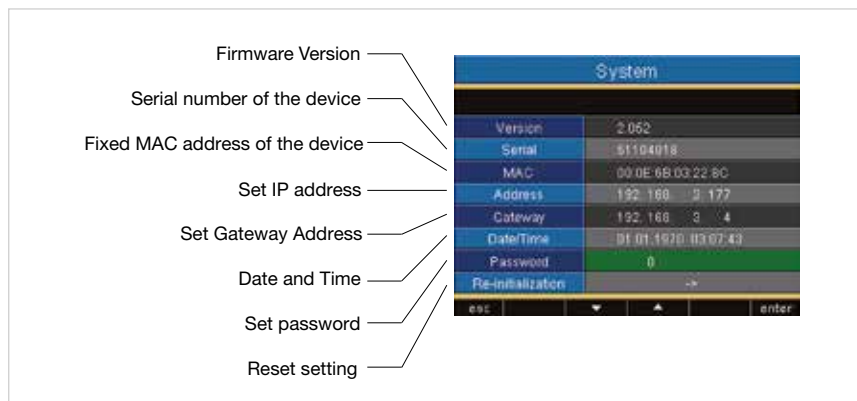 Firmware Version
Serial number of the device
Fixed MAC address of the device
Set IP address
Set Gateway Address
Date and Time
Set password
Reset setting
System
Version 2.052
Serial 51104018
MAC 00:0E:6B:03:22:8C
Address 192. 168. 3. 177
Gateway 192. 168. 3 4
Date/Time 01.01.1970 03:07:43
Password 0
Re-initialization ->
esc enter